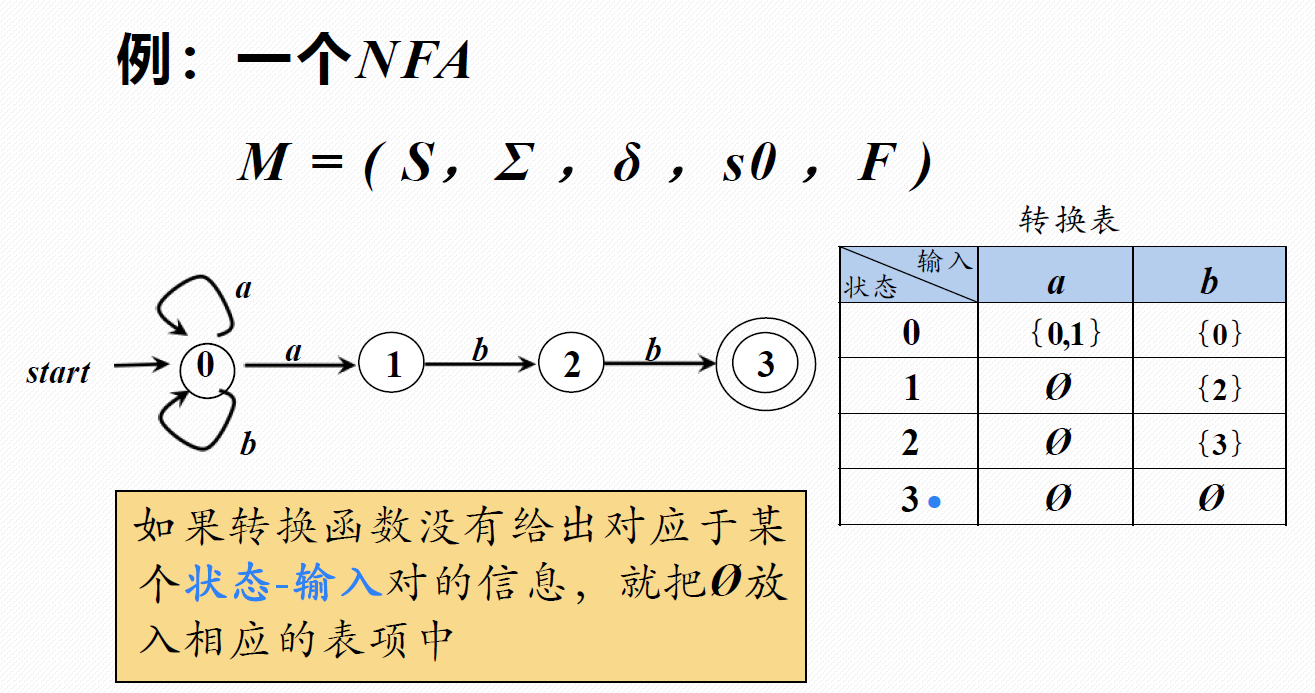 例：一个NFA
M = ( S，Σ ，δ ，s0 ，F )
转换表
输入
状态 a b
0 {0,1} {0}
1 Ø {2}
2 Ø {3}
3 Ø Ø
a
start 0 a 1 b 2 b 3
b
如果转换函数没有给出对应于某
个状态-输入对的信息，就把Ø放
入相应的表项中